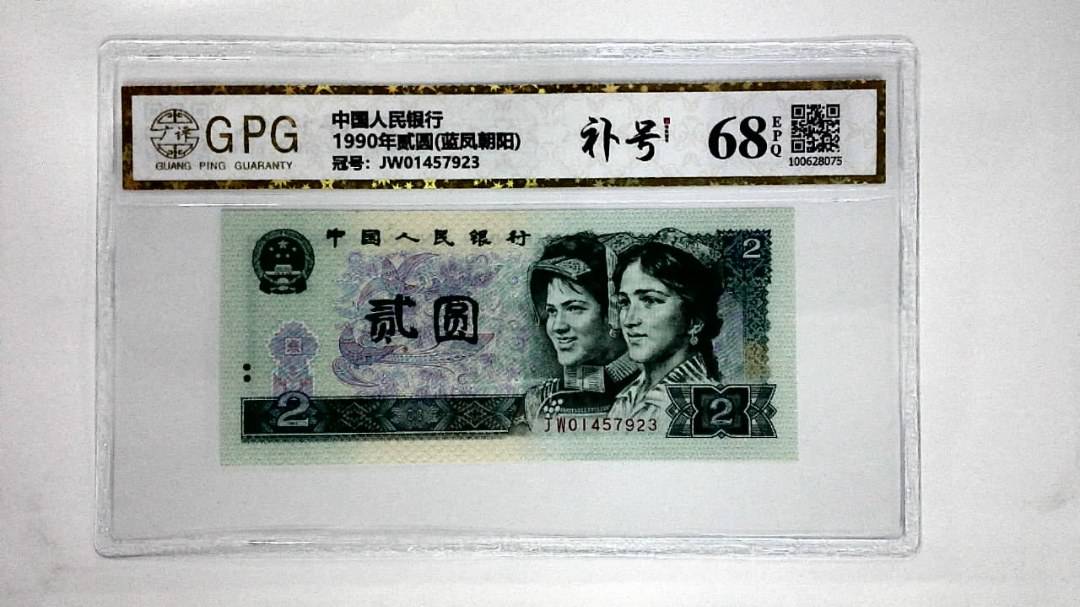 GPG
GUANG PING GUARANTY
中国人民银行
1990年贰圆(蓝凤朝阳)
冠号：JW01457923
补号
68
EPQ
100628075
中国人民银行
2
贰圆
2
2
JW01457923